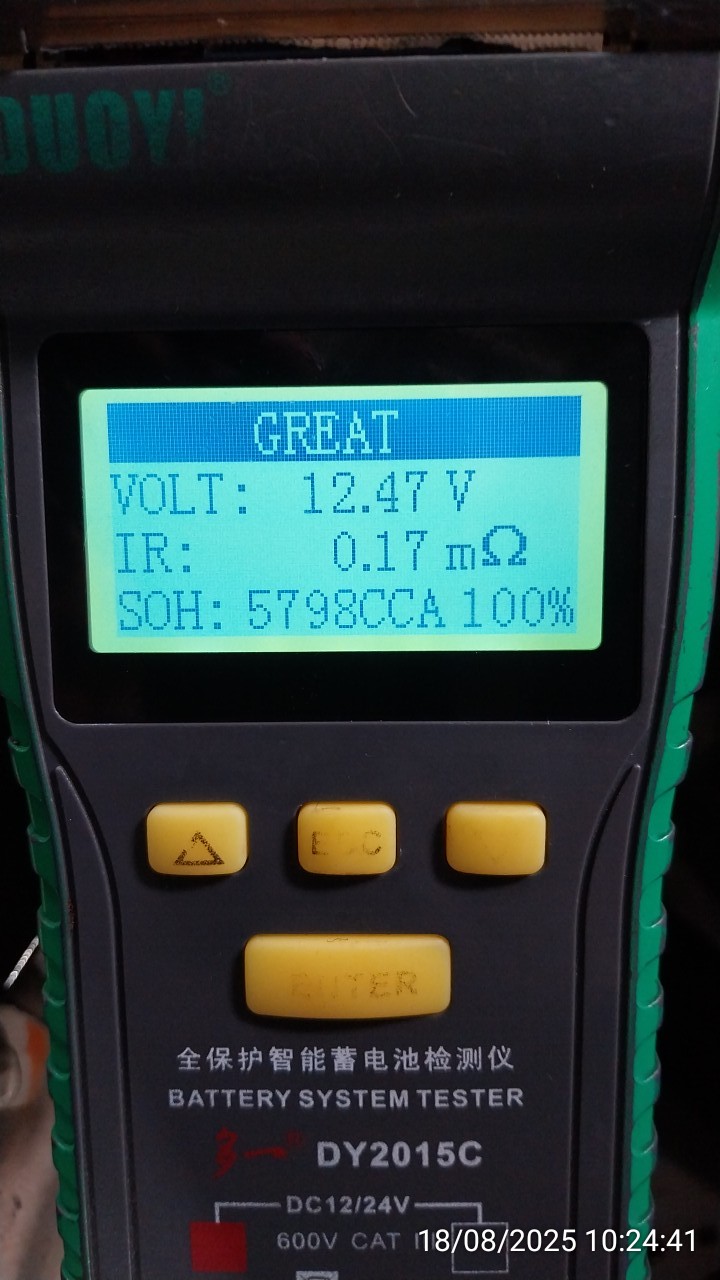 DUOYI®
GREAT
VOLT: 12.47 V
IR: 0.17 mΩ
SOH: 5798CCA 100%
ESC
ENTER
全保护智能蓄电池检测仪
BATTERY SYSTEM TESTER
多一 DY2015C
DC12/24V
600V CAT
18/08/2025 10:24:41